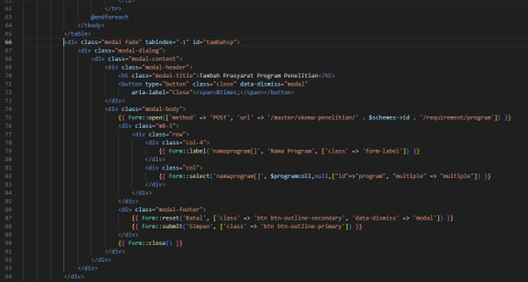 62 </tr>
63 @endforeach
64 </tbody>
65 </table>
66 <div class="modal fade" tabindex="-1" id="tambahsp">
67 <div class="modal-dialog">
68 <div class="modal-content">
69 <div class="modal-header">
70 <h5 class="modal-title">Tambah Prasyarat Program Penelitian</h5>
71 <button type="button" class="close" data-dismiss="modal"
72 aria-label="Close"><span>&times;</span></button>
73 </div>
74 <div class="modal-body">
75 {{ Form::open(['method' => 'POST', 'url' => '/master/skema-penelitian/' . $schemes->id . '/requirement/program']) }}
76 <div class="mb-3">
77 <div class="row">
78 <div class="col-4">
79 {{ Form::label('namaprogram[]', 'Nama Program', ['class' => 'form-label']) }}
80 </div>
81 <div class="col">
82 {{ Form::select('namaprogram[]', $programcoll,null,["id"=>"program", "multiple" => "multiple"]) }}
83 </div>
84 </div>
85 </div>
86 <div class="modal-footer">
87 {{ Form::reset('Batal', ['class' => 'btn btn-outline-secondary', 'data-dismiss' => 'modal']) }}
88 {{ Form::submit('Simpan', ['class' => 'btn btn-outline-primary']) }}
89 </div>
90 {{ Form::close() }}
91 </div>
92 </div>
93 </div>
94 </div>